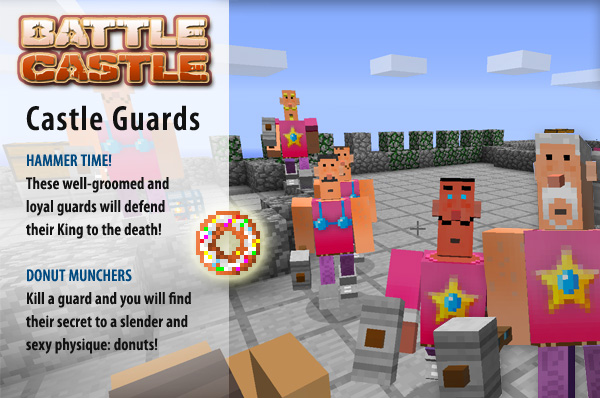 BATTLE
CASTLE
Castle Guards
HAMMER TIME!
These well-groomed and
loyal guards will defend
their King to the death!
DONUT MUNCHERS
Kill a guard and you will find
their secret to a slender and
sexy physique: donuts!